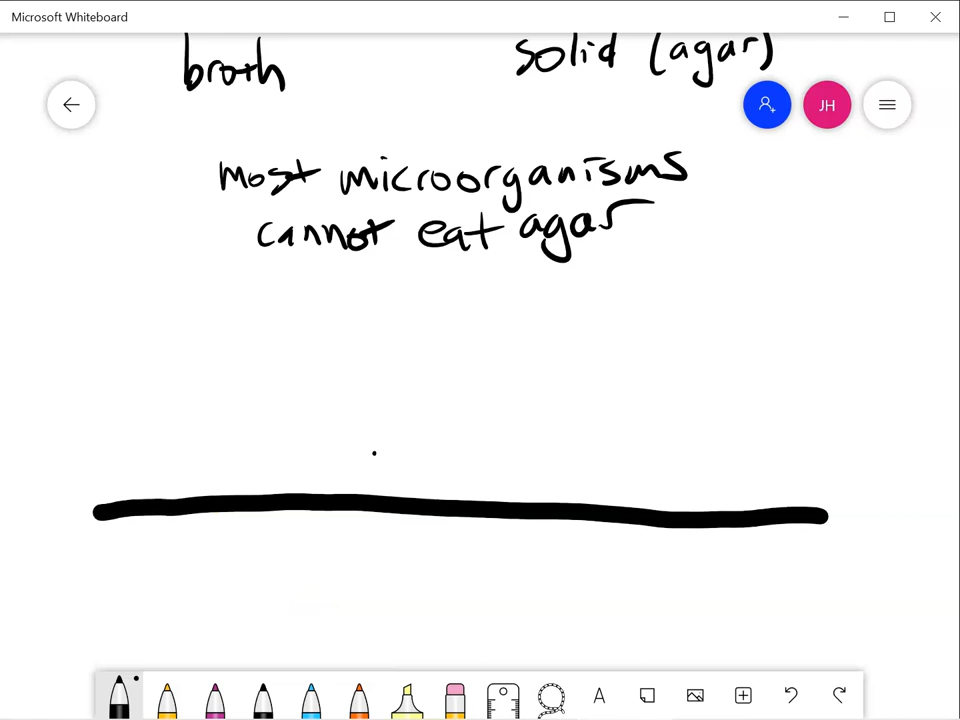 Microsoft Whiteboard
broth solid (agar)
JH
most microorganisms
cannot eat agar
A